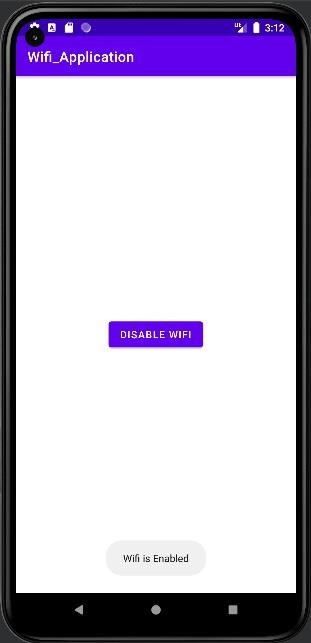 3:12
Wifi_Application
DISABLE WIFI
Wifi is Enabled